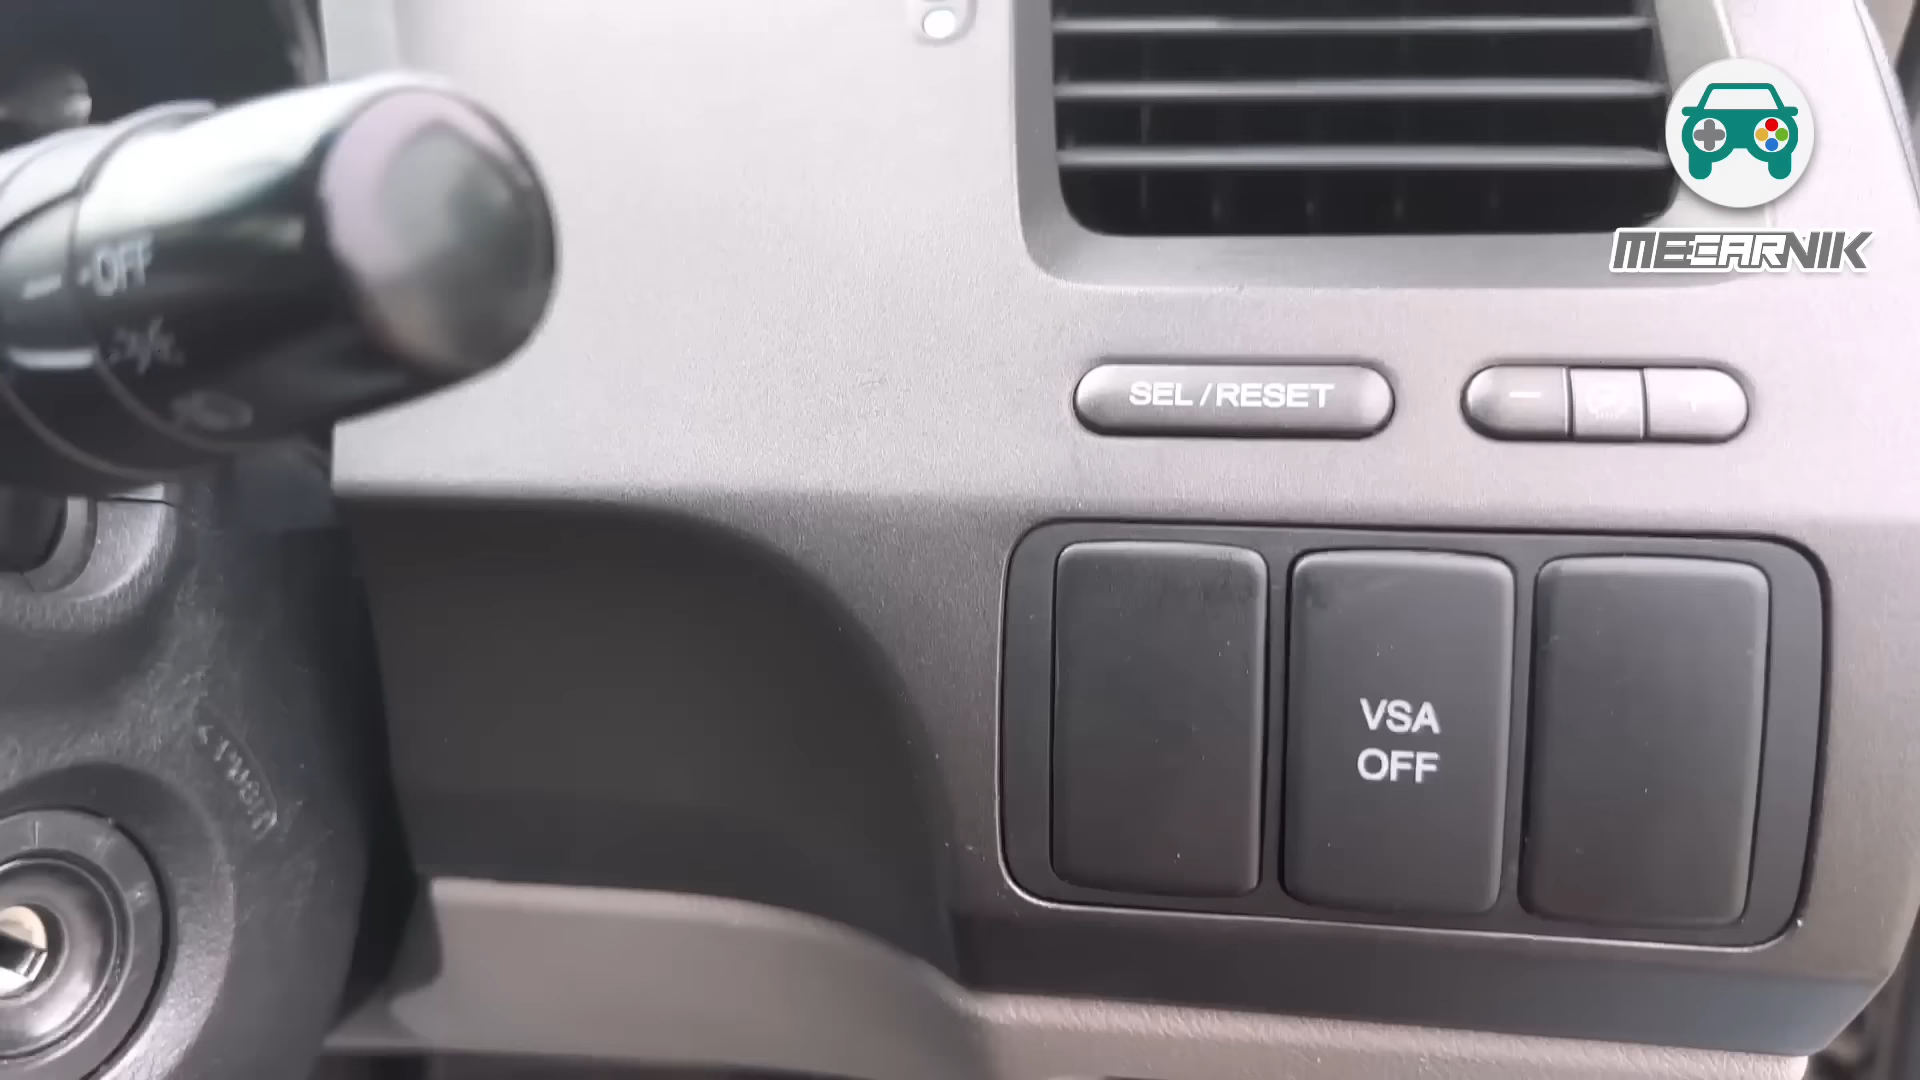 MECARNIK
-OFF
SEL/RESET
− +
VSA
OFF